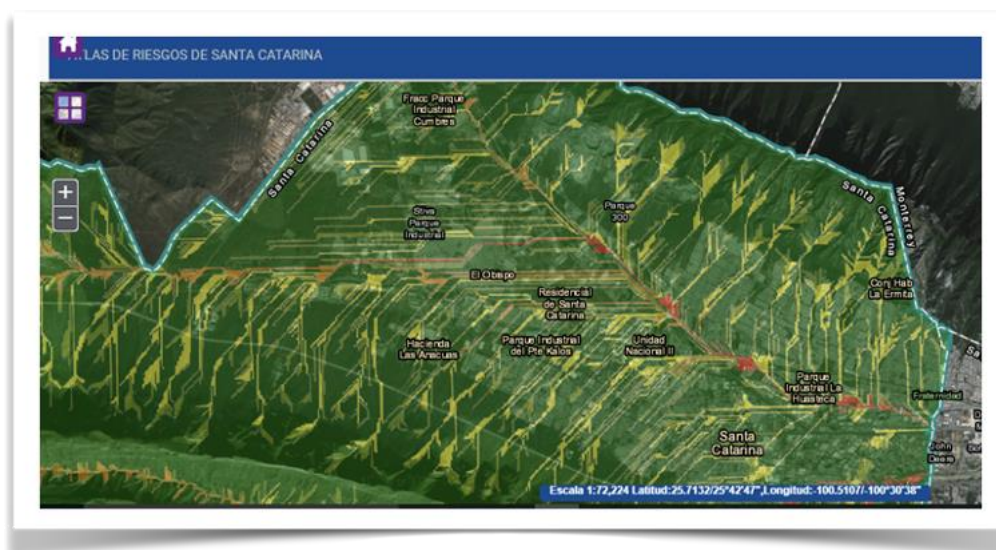 LAS DE RIESGOS DE SANTA CATARINA
Fracc Parque
Industrial
Cumbres
Santa Catarina
Santa Catarina
Monterrey
Parque
300
Stiva
Parque
Industrial
El Obispo
Conj Hab
La Ermita
Residencial
de Santa
Catarina
Hacienda
Las Anacuas
Parque Industrial
del Pte Kalos
Unidad
Nacional II
Parque
Industrial La
Huasteca
Fraternidad
Santa
Catarina
John
Deere
Escala 1:72,224 Latitud:25.7132/25°42'47",Longitud:-100.5107/-100°30'38"